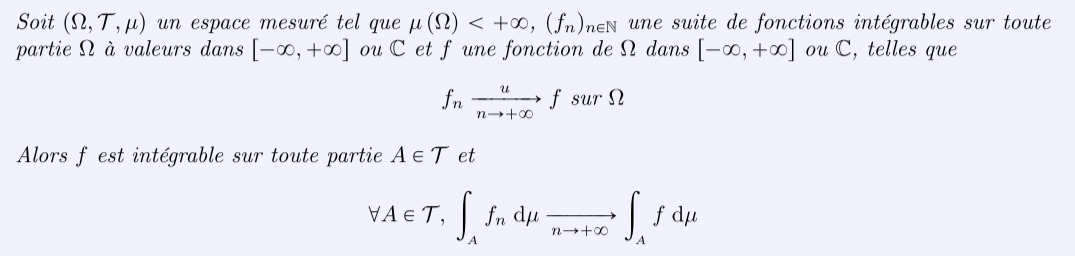 Soit (Ω, 𝒯, μ) un espace mesuré tel que μ (Ω) < +∞, (fₙ)ₙ∈ℕ une suite de fonctions intégrables sur toute
partie Ω à valeurs dans [−∞, +∞] ou ℂ et f une fonction de Ω dans [−∞, +∞] ou ℂ, telles que
fₙ \xrightarrow[n→+∞]{u} f sur Ω
Alors f est intégrable sur toute partie A ∈ 𝒯 et
∀A ∈ 𝒯, ∫_A fₙ dμ \xrightarrow[n→+∞]{} ∫_A f dμ